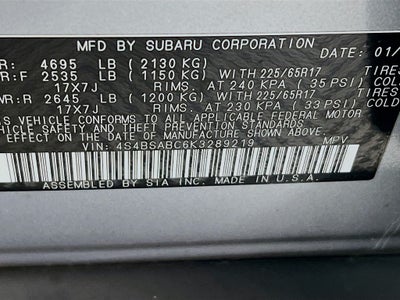 MFD BY SUBARU CORPORATION DATE: 01/
R: 4695 LB (2130 KG)
R:F 2535 LB (1150 KG) WITH 225/65R17 TIRES
17X7J RIMS. AT 240 KPA ( 35 PSI) COLD
WR:R 2645 LB (1200 KG) WITH 225/65R17 TIRES
17X7J RIMS. AT 230 KPA ( 33 PSI) COLD
S VEHICLE CONFORMS TO ALL APPLICABLE FEDERAL MOTOR
VEHICLE SAFETY AND THEFT PREVENTION STANDARDS
EFFECT ON THE DATE OF MANUFACTURE SHOWN ABOVE.
VIN: 4S4BSABC6K3289219 MPV
ASSEMBLED BY SIA INC. MADE IN U.S.A.